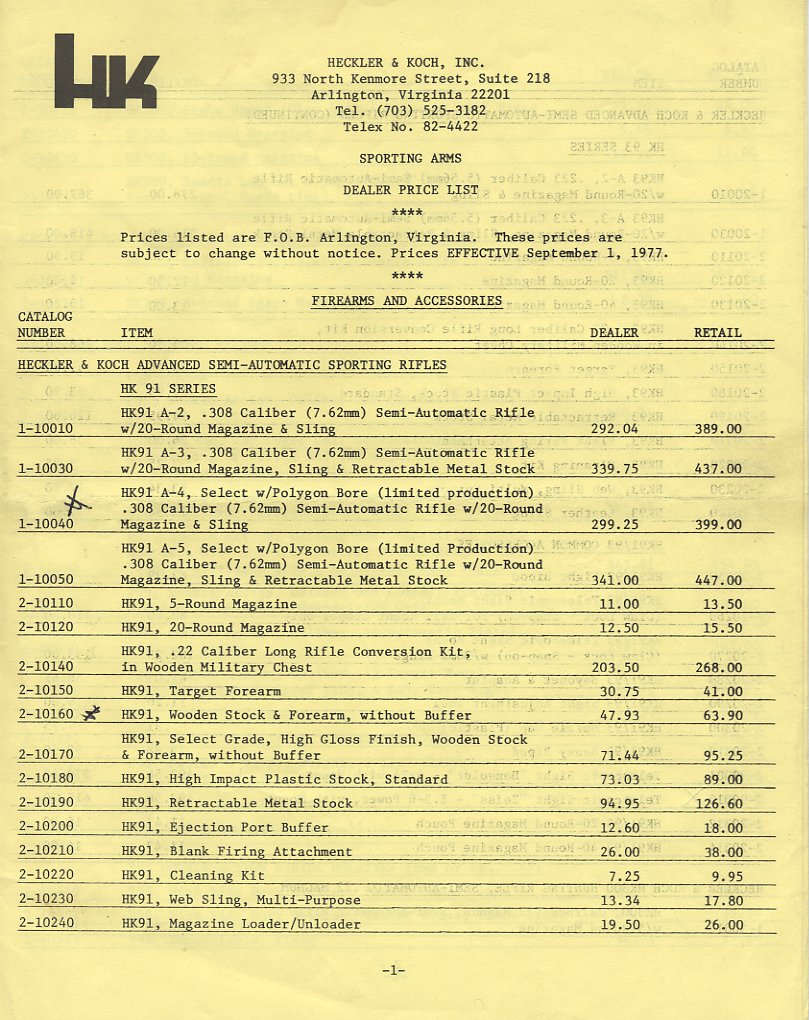 HK
HECKLER & KOCH, INC.
933 North Kenmore Street, Suite 218
Arlington, Virginia 22201
Tel. (703) 525-3182
Telex No. 82-4422
SPORTING ARMS
DEALER PRICE LIST
****
Prices listed are F.O.B. Arlington, Virginia. These prices are
subject to change without notice. Prices EFFECTIVE September 1, 1977.
****
FIREARMS AND ACCESSORIES
CATALOG
NUMBER ITEM DEALER RETAIL
HECKLER & KOCH ADVANCED SEMI-AUTOMATIC SPORTING RIFLES
HK 91 SERIES
HK91 A-2, .308 Caliber (7.62mm) Semi-Automatic Rifle
1-10010 w/20-Round Magazine & Sling 292.04 389.00
HK91 A-3, .308 Caliber (7.62mm) Semi-Automatic Rifle
1-10030 w/20-Round Magazine, Sling & Retractable Metal Stock 339.75 437.00
HK91 A-4, Select w/Polygon Bore (limited production)
.308 Caliber (7.62mm) Semi-Automatic Rifle w/20-Round
1-10040 Magazine & Sling 299.25 399.00
HK91 A-5, Select w/Polygon Bore (limited Production)
.308 Caliber (7.62mm) Semi-Automatic Rifle w/20-Round
1-10050 Magazine, Sling & Retractable Metal Stock 341.00 447.00
2-10110 HK91, 5-Round Magazine 11.00 13.50
2-10120 HK91, 20-Round Magazine 12.50 15.50
HK91, .22 Caliber Long Rifle Conversion Kit,
2-10140 in Wooden Military Chest 203.50 268.00
2-10150 HK91, Target Forearm 30.75 41.00
2-10160 HK91, Wooden Stock & Forearm, without Buffer 47.93 63.90
HK91, Select Grade, High Gloss Finish, Wooden Stock
2-10170 & Forearm, without Buffer 71.44 95.25
2-10180 HK91, High Impact Plastic Stock, Standard 73.03 89.00
2-10190 HK91, Retractable Metal Stock 94.95 126.60
2-10200 HK91, Ejection Port Buffer 12.60 18.00
2-10210 HK91, Blank Firing Attachment 26.00 38.00
2-10220 HK91, Cleaning Kit 7.25 9.95
2-10230 HK91, Web Sling, Multi-Purpose 13.34 17.80
2-10240 HK91, Magazine Loader/Unloader 19.50 26.00
-1-